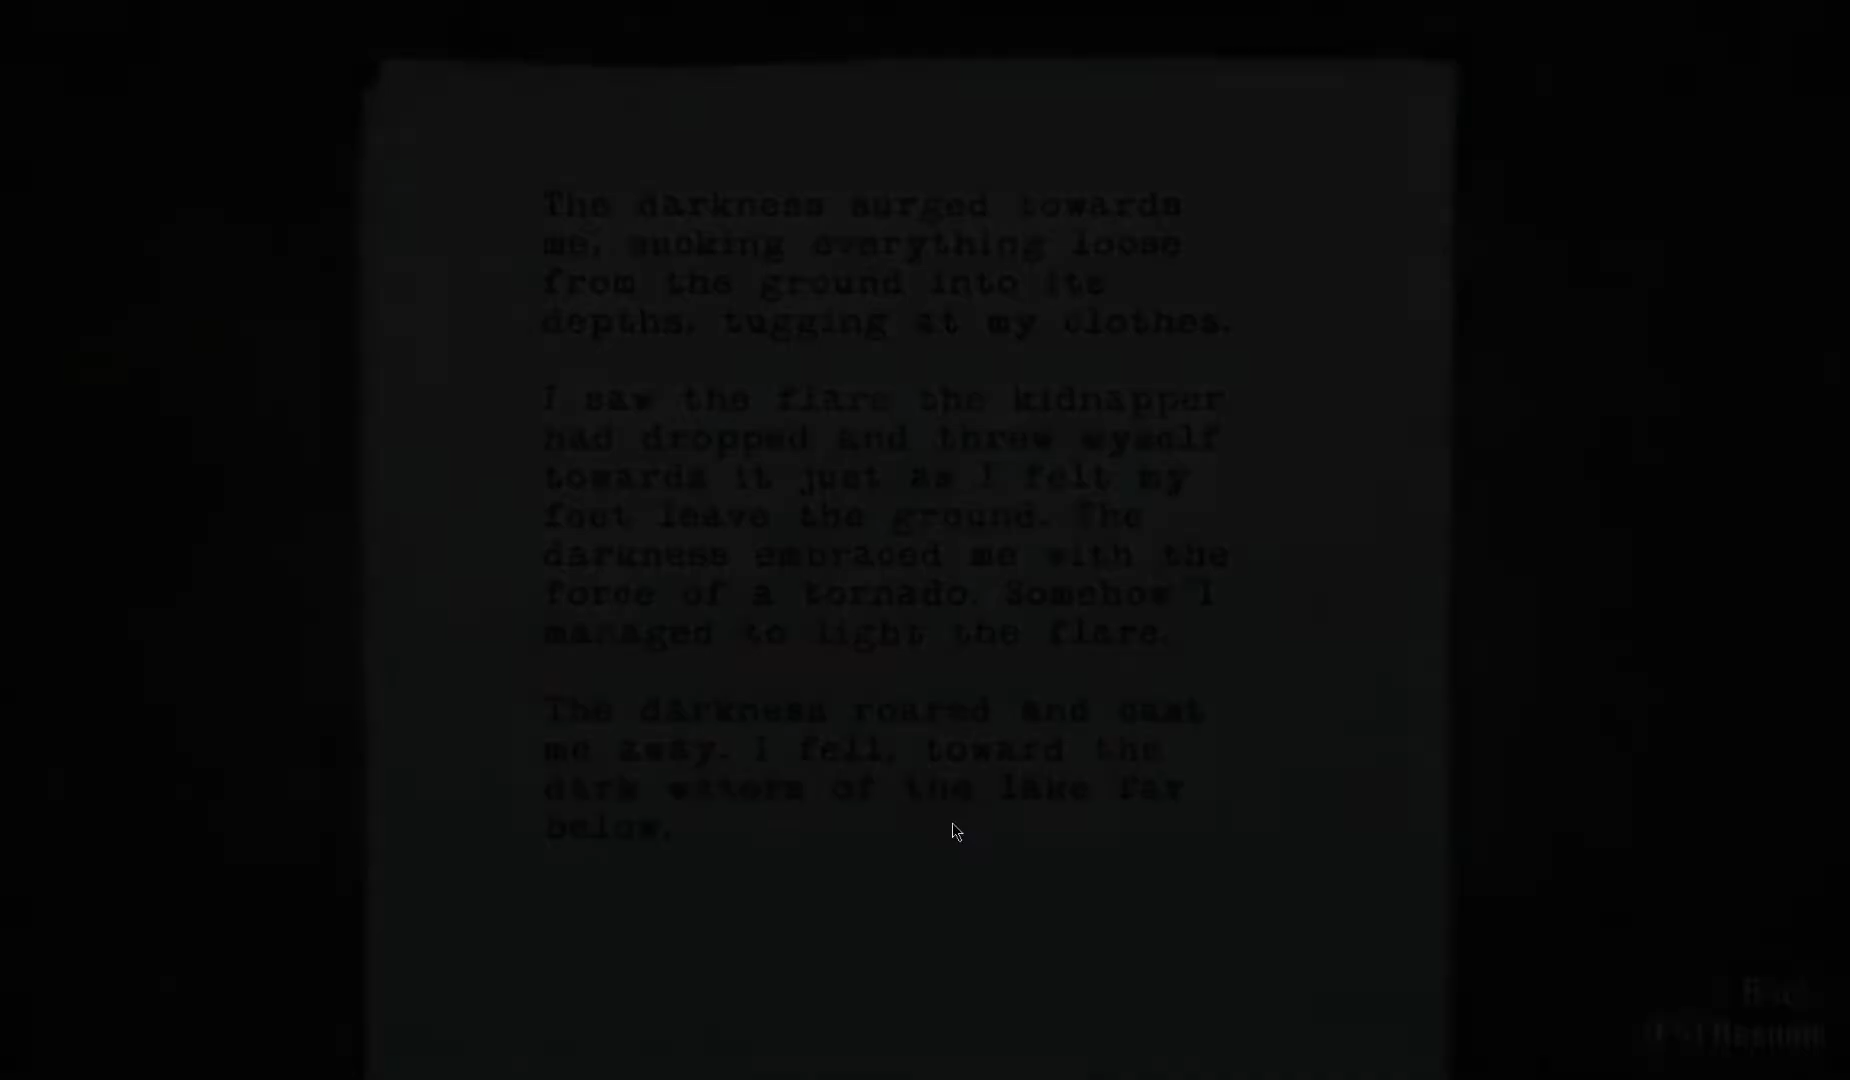 The darkness surged towards
me, sucking everything loose
from the ground into its
depths, tugging at my clothes.
I saw the flare the kidnapper
had dropped and threw myself
towards it just as I felt my
feet leave the ground. The
darkness embraced me with the
force of a tornado. Somehow I
managed to light the flare.
The darkness roared and cast
me away. I fell, toward the
dark waters of the lake far
below.
Resume